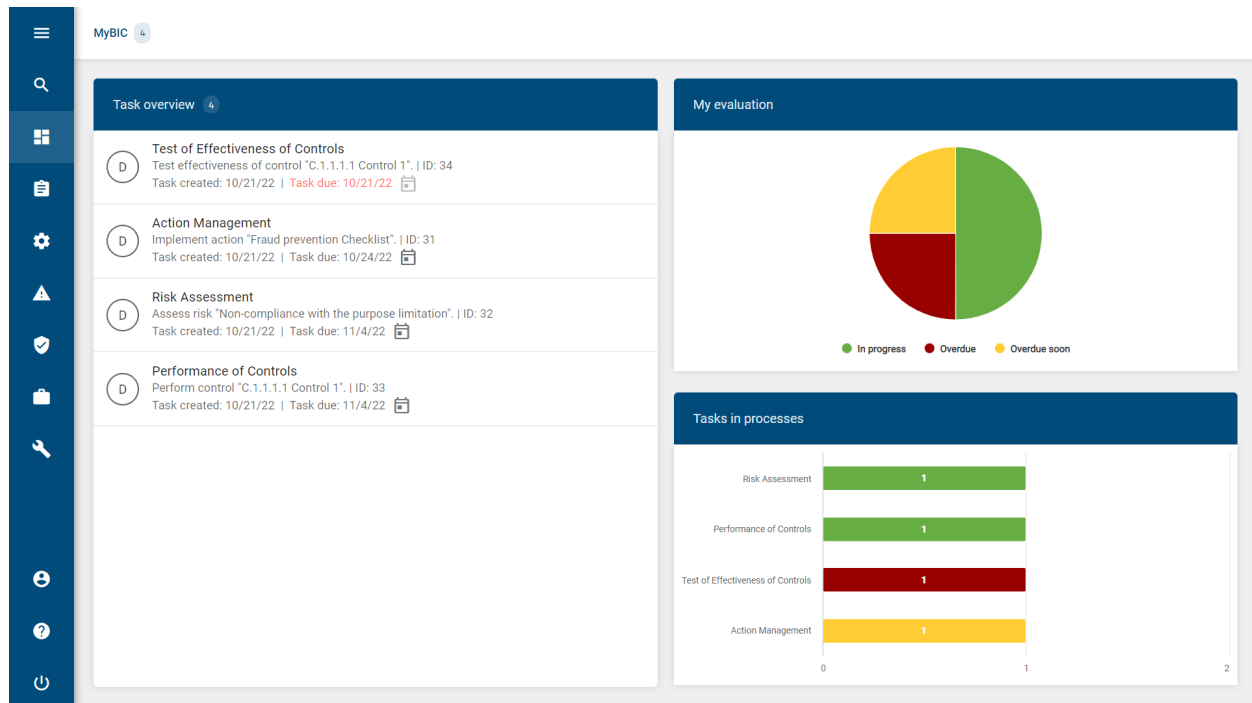 MyBIC 4
Task overview 4
D
Test of Effectiveness of Controls
Test effectiveness of control "C.1.1.1.1 Control 1". | ID: 34
Task created: 10/21/22 | Task due: 10/21/22
D
Action Management
Implement action "Fraud prevention Checklist". | ID: 31
Task created: 10/21/22 | Task due: 10/24/22
D
Risk Assessment
Assess risk "Non-compliance with the purpose limitation". | ID: 32
Task created: 10/21/22 | Task due: 11/4/22
D
Performance of Controls
Perform control "C.1.1.1.1 Control 1". | ID: 33
Task created: 10/21/22 | Task due: 11/4/22
My evaluation
In progress Overdue Overdue soon
Tasks in processes
Risk Assessment 1
Performance of Controls 1
Test of Effectiveness of Controls 1
Action Management 1
0 1 2